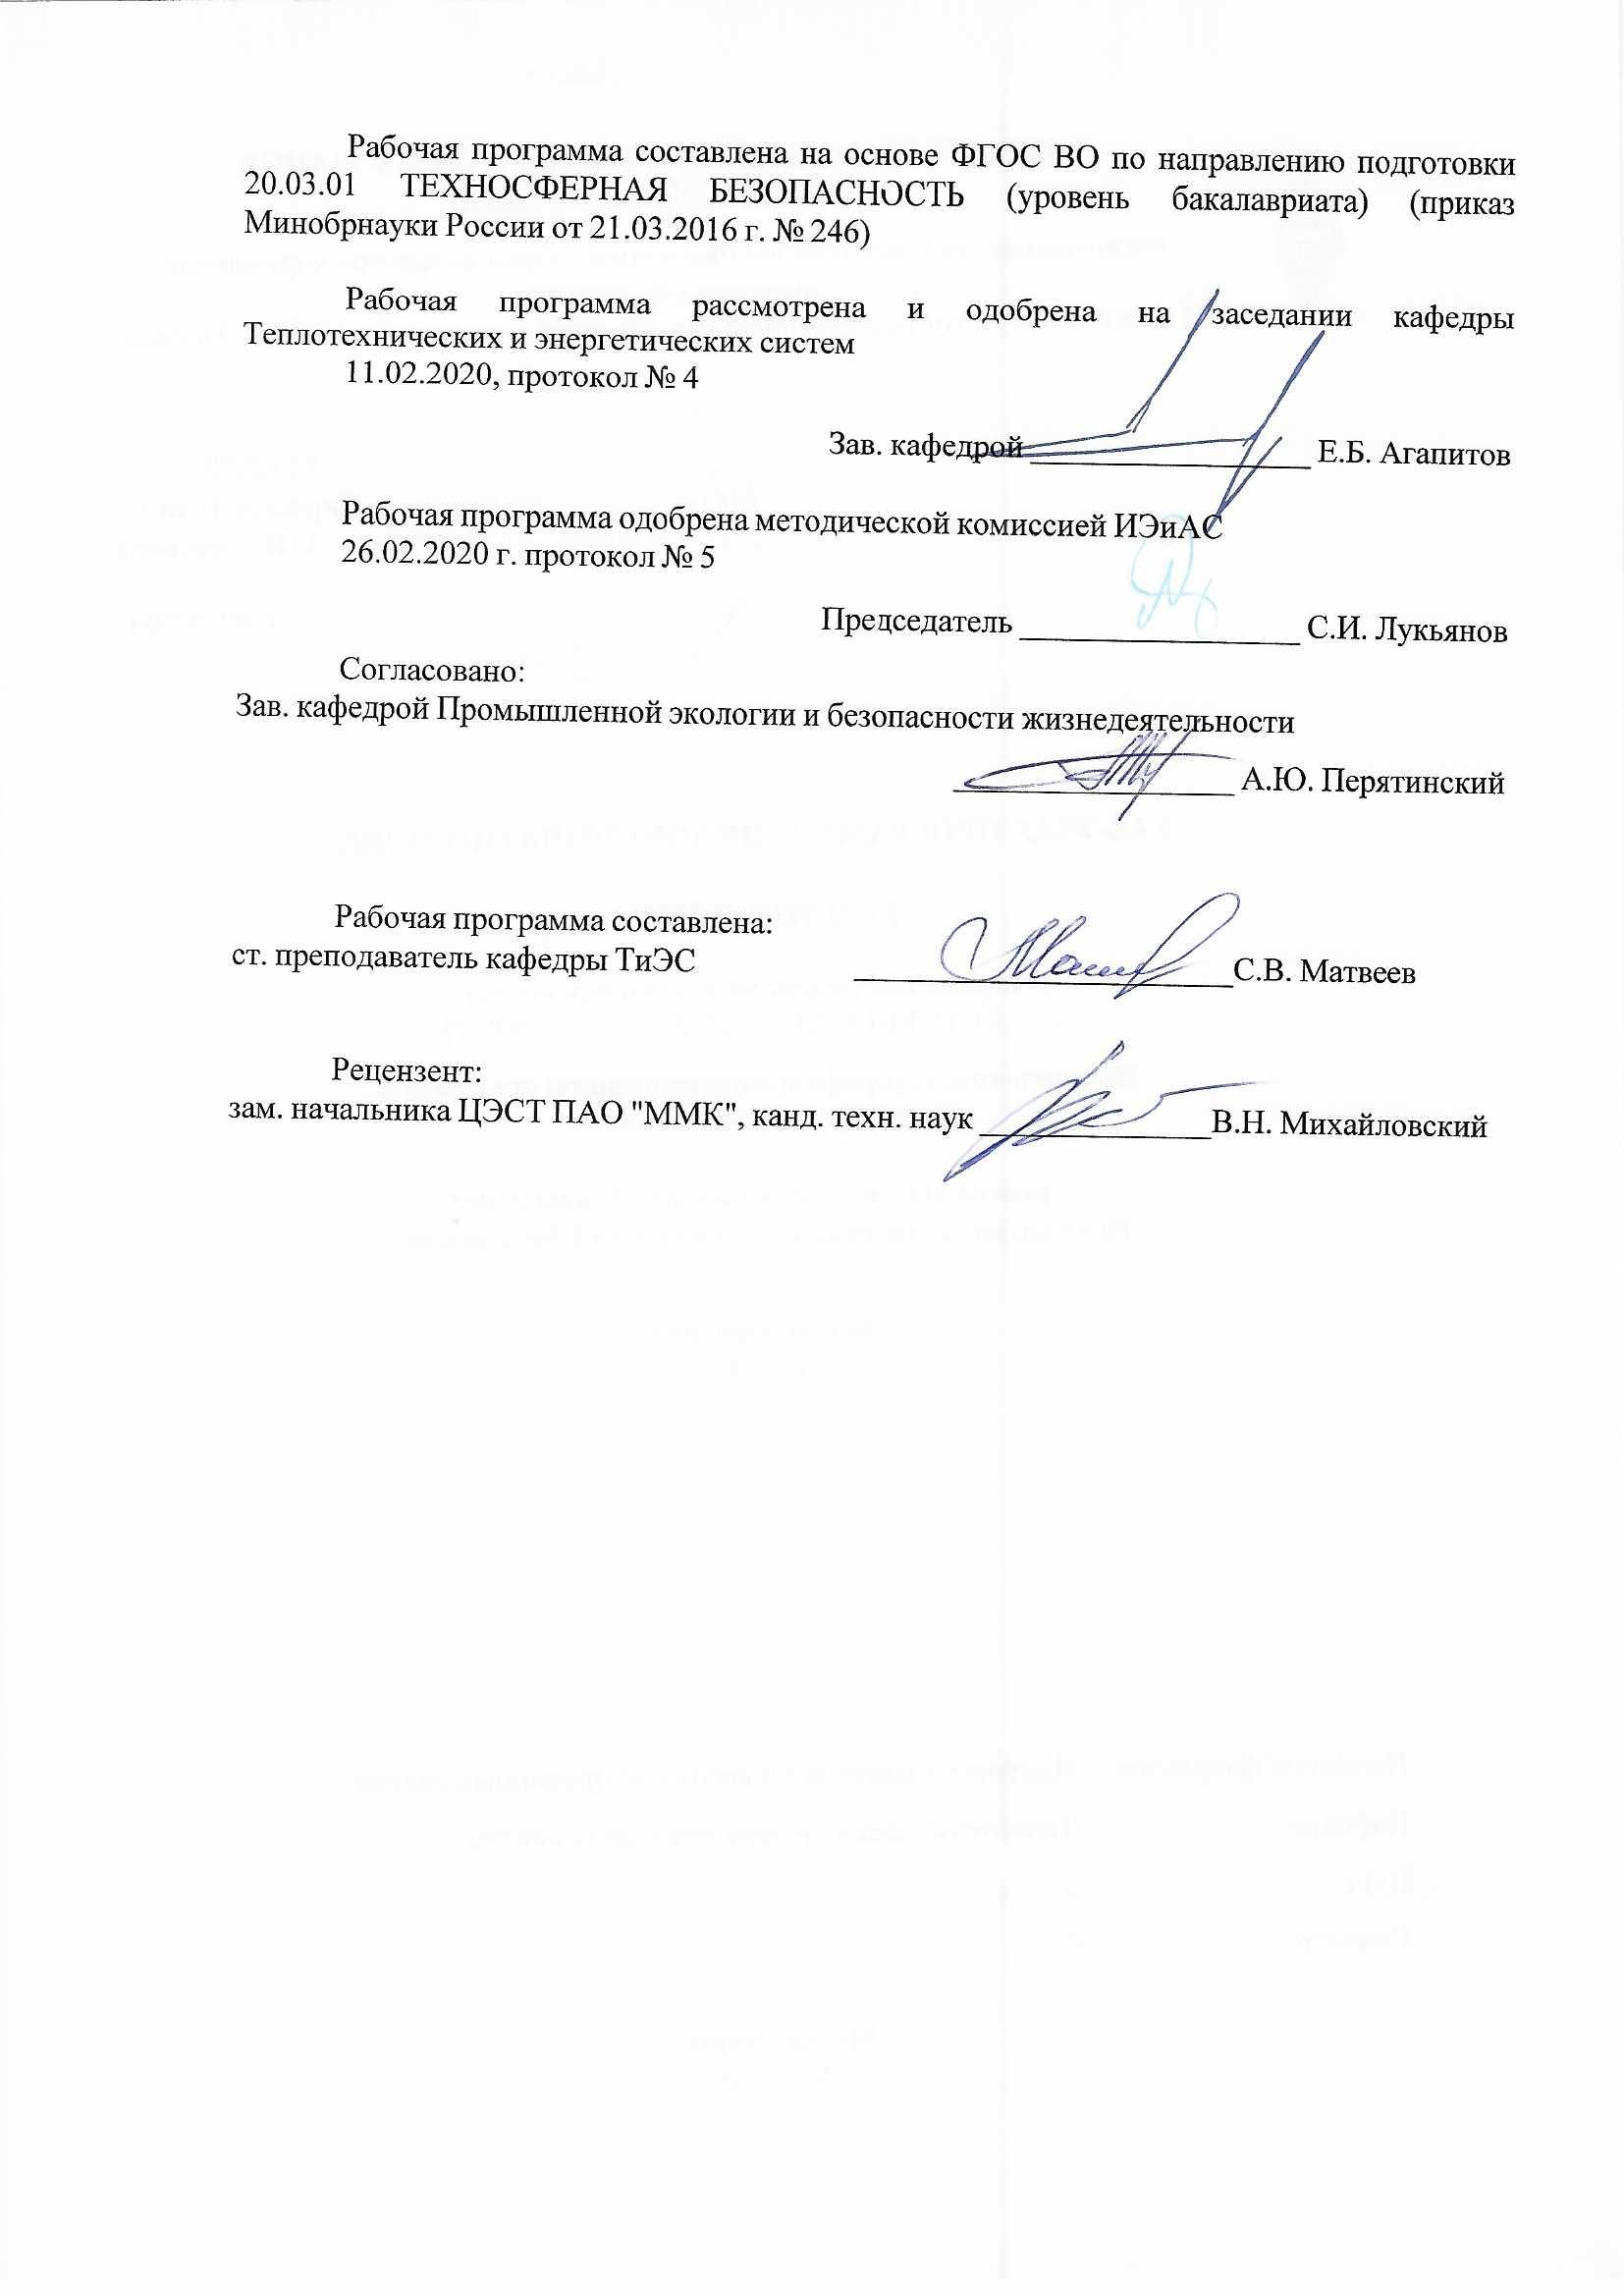 Рабочая программа составлена на основе ФГОС ВО по направлению подготовки
20.03.01 ТЕХНОСФЕРНАЯ БЕЗОПАСНОСТЬ (уровень бакалавриата) (приказ
Минобрнауки России от 21.03.2016 г. № 246)
Рабочая программа рассмотрена и одобрена на заседании кафедры
Теплотехнических и энергетических систем
11.02.2020, протокол № 4
Зав. кафедрой ________________ Е.Б. Агапитов
Рабочая программа одобрена методической комиссией ИЭиАС
26.02.2020 г. протокол № 5
Председатель ________________ С.И. Лукьянов
Согласовано:
Зав. кафедрой Промышленной экологии и безопасности жизнедеятельности
________________ А.Ю. Перятинский
Рабочая программа составлена:
ст. преподаватель кафедры ТиЭС ________________С.В. Матвеев
Рецензент:
зам. начальника ЦЭСТ ПАО "ММК", канд. техн. наук ________________В.Н. Михайловский